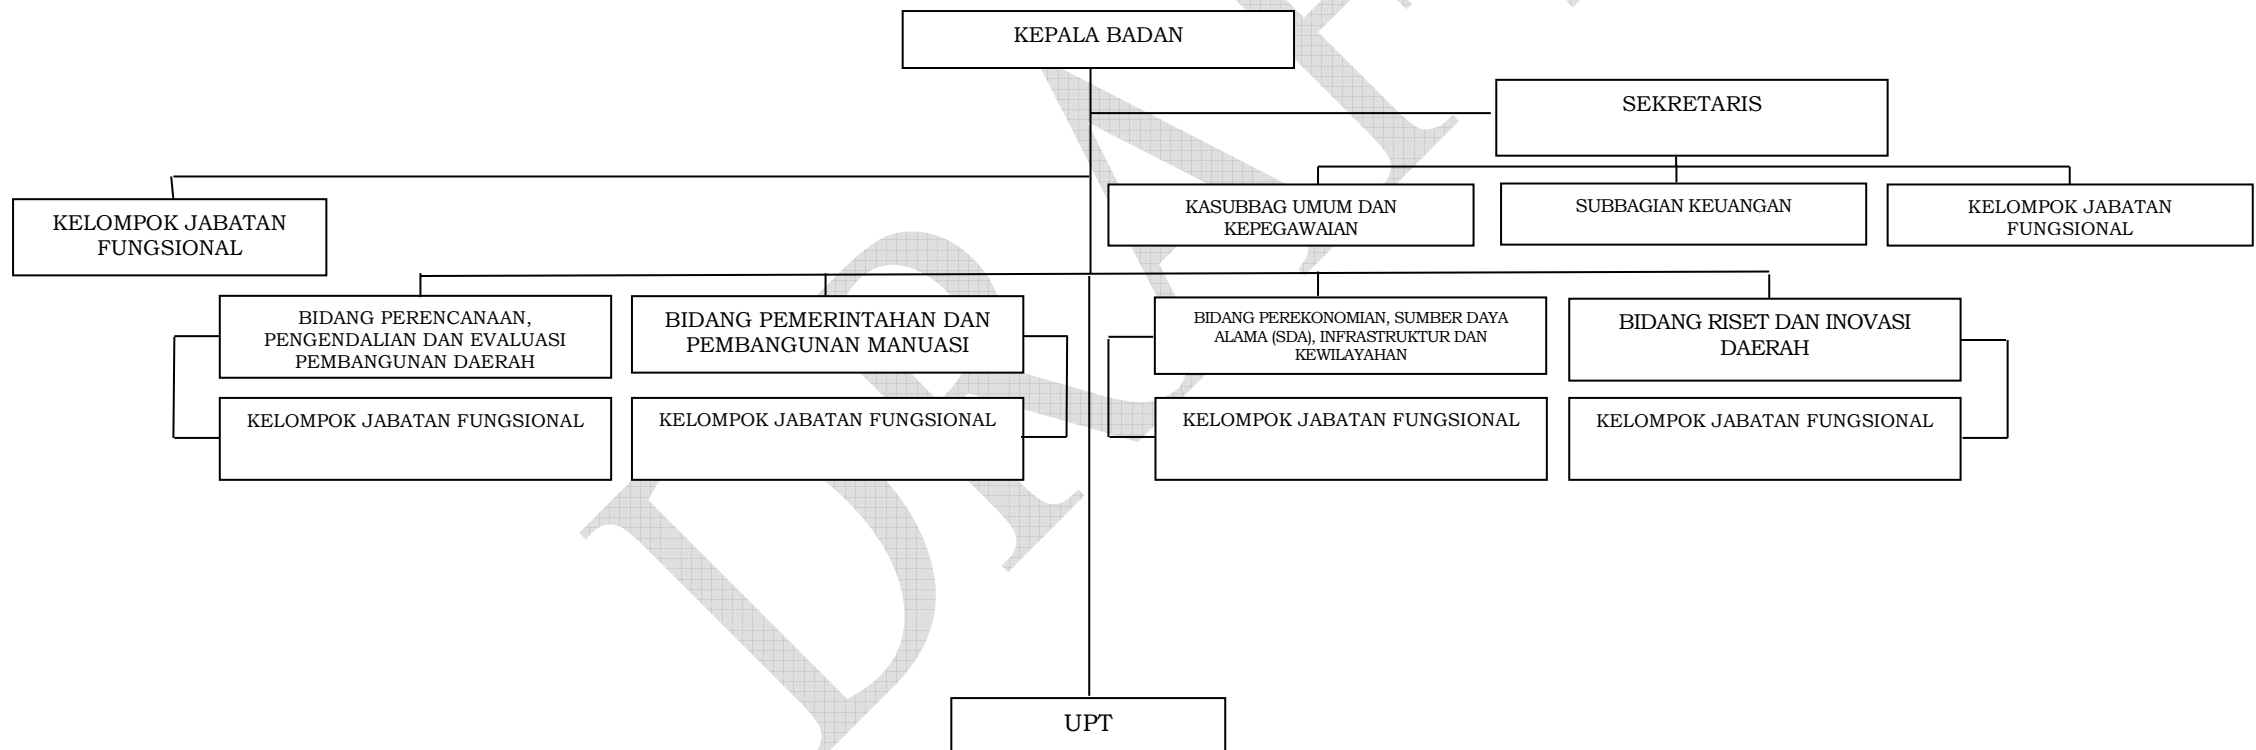 KEPALA BADAN
SEKRETARIS
KELOMPOK JABATAN
FUNGSIONAL
KASUBBAG UMUM DAN
KEPEGAWAIAN
SUBBAGIAN KEUANGAN
KELOMPOK JABATAN
FUNGSIONAL
BIDANG PERENCANAAN,
PENGENDALIAN DAN EVALUASI
PEMBANGUNAN DAERAH
BIDANG PEMERINTAHAN DAN
PEMBANGUNAN MANUASI
BIDANG PEREKONOMIAN, SUMBER DAYA
ALAMA (SDA), INFRASTRUKTUR DAN
KEWILAYAHAN
BIDANG RISET DAN INOVASI
DAERAH
KELOMPOK JABATAN FUNGSIONAL
KELOMPOK JABATAN FUNGSIONAL
KELOMPOK JABATAN FUNGSIONAL
KELOMPOK JABATAN FUNGSIONAL
UPT